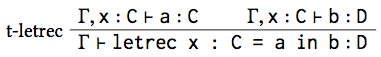 Γ, x : C ⊢ a : C Γ, x : C ⊢ b : D
t-letrec
Γ ⊢ letrec x : C = a in b : D